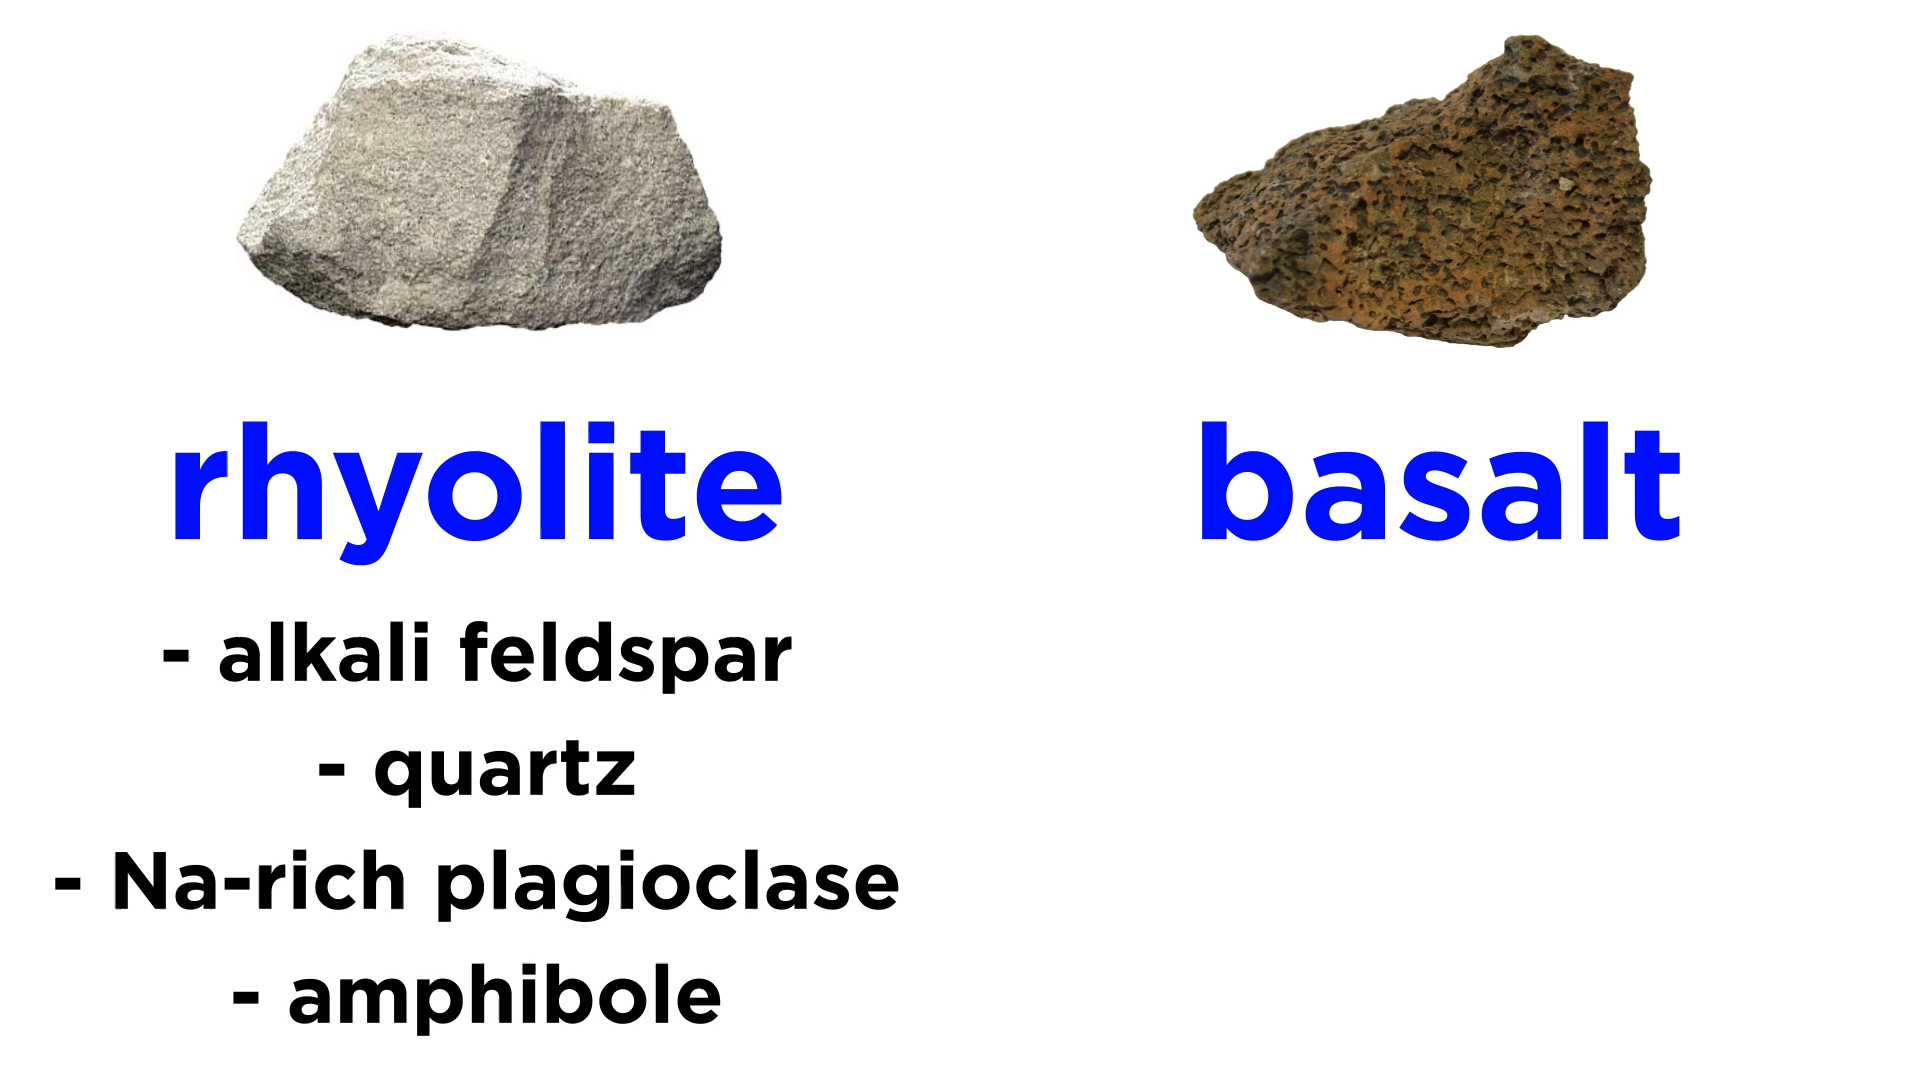 rhyolite
basalt
- alkali feldspar
- quartz
- Na-rich plagioclase
- amphibole